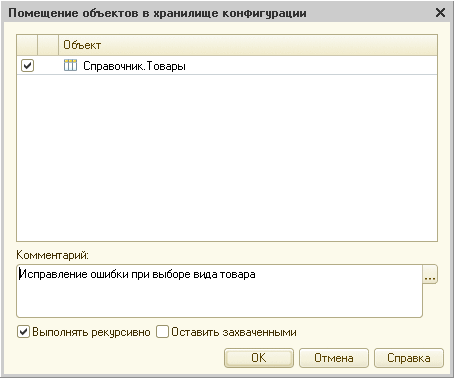 Помещение объектов в хранилище конфигурации
Объект
Справочник.Товары
Комментарий:
Исправление ошибки при выборе вида товара
...
Выполнять рекурсивно Оставить захваченными
OK Отмена Справка